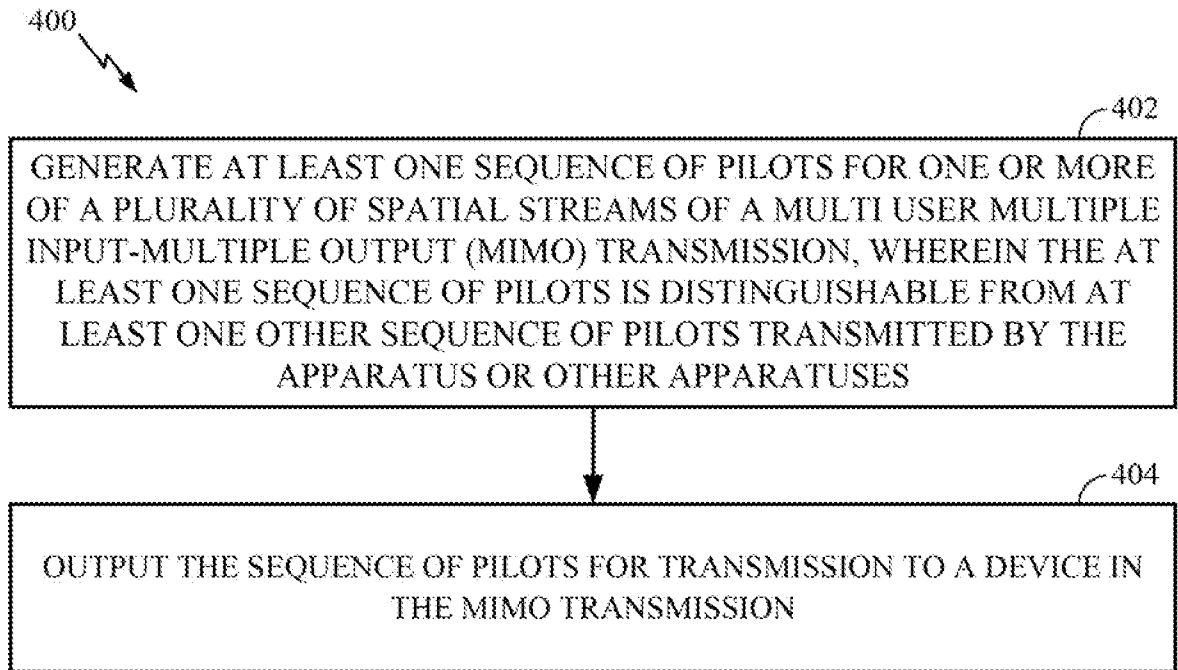 400
402
GENERATE AT LEAST ONE SEQUENCE OF PILOTS FOR ONE OR MORE
OF A PLURALITY OF SPATIAL STREAMS OF A MULTI USER MULTIPLE
INPUT-MULTIPLE OUTPUT (MIMO) TRANSMISSION, WHEREIN THE AT
LEAST ONE SEQUENCE OF PILOTS IS DISTINGUISHABLE FROM AT
LEAST ONE OTHER SEQUENCE OF PILOTS TRANSMITTED BY THE
APPARATUS OR OTHER APPARATUSES
404
OUTPUT THE SEQUENCE OF PILOTS FOR TRANSMISSION TO A DEVICE IN
THE MIMO TRANSMISSION